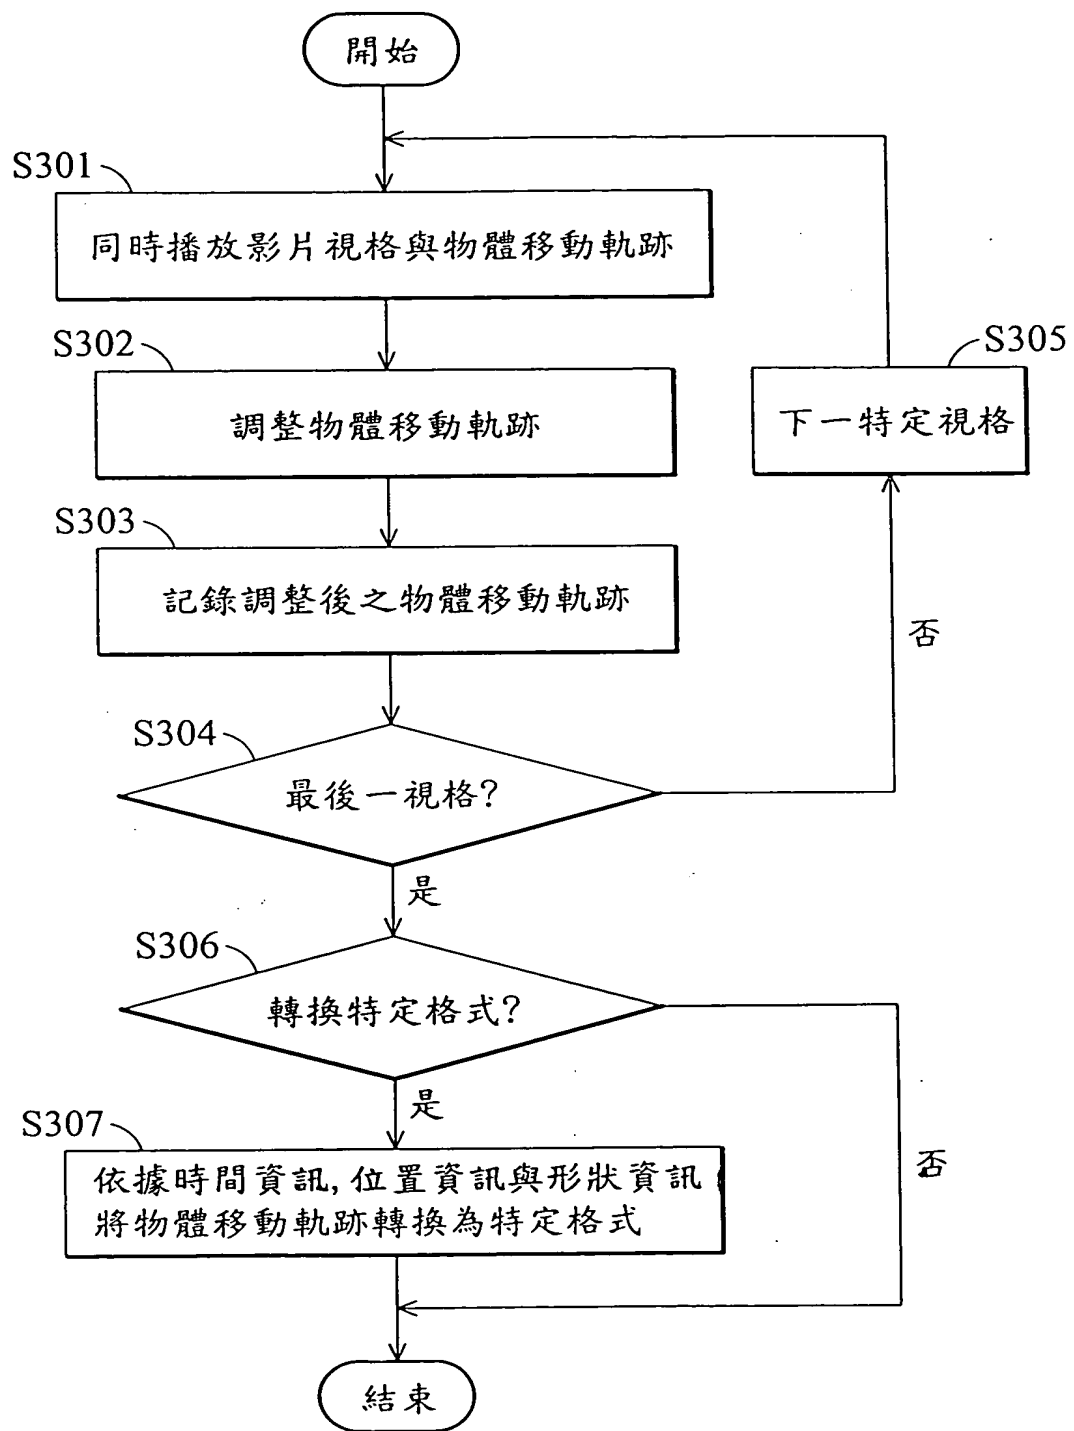 開始
S301
同時播放影片視格與物體移動軌跡
S302
調整物體移動軌跡
S305
下一特定視格
S303
記錄調整後之物體移動軌跡
否
S304
最後一視格?
是
S306
轉換特定格式?
是
否
S307
依據時間資訊,位置資訊與形狀資訊
將物體移動軌跡轉換為特定格式
結束